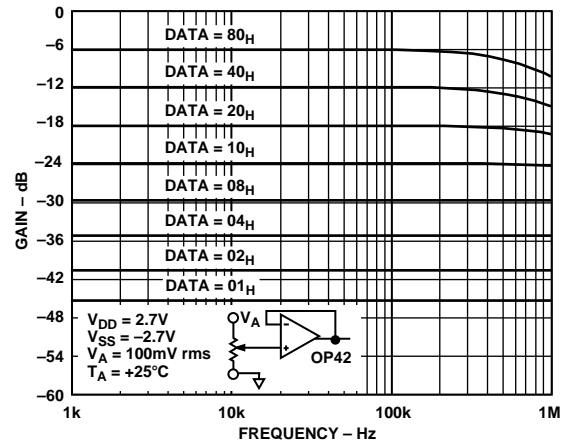 0
–6
–12
–18
–24
–30
–36
–42
–48
–54
–60
GAIN – dB
DATA = 80H
DATA = 40H
DATA = 20H
DATA = 10H
DATA = 08H
DATA = 04H
DATA = 02H
DATA = 01H
VDD = 2.7V
VSS = –2.7V
VA = 100mV rms
TA = +25°C
VA
–
+
OP42
1k 10k 100k 1M
FREQUENCY – Hz